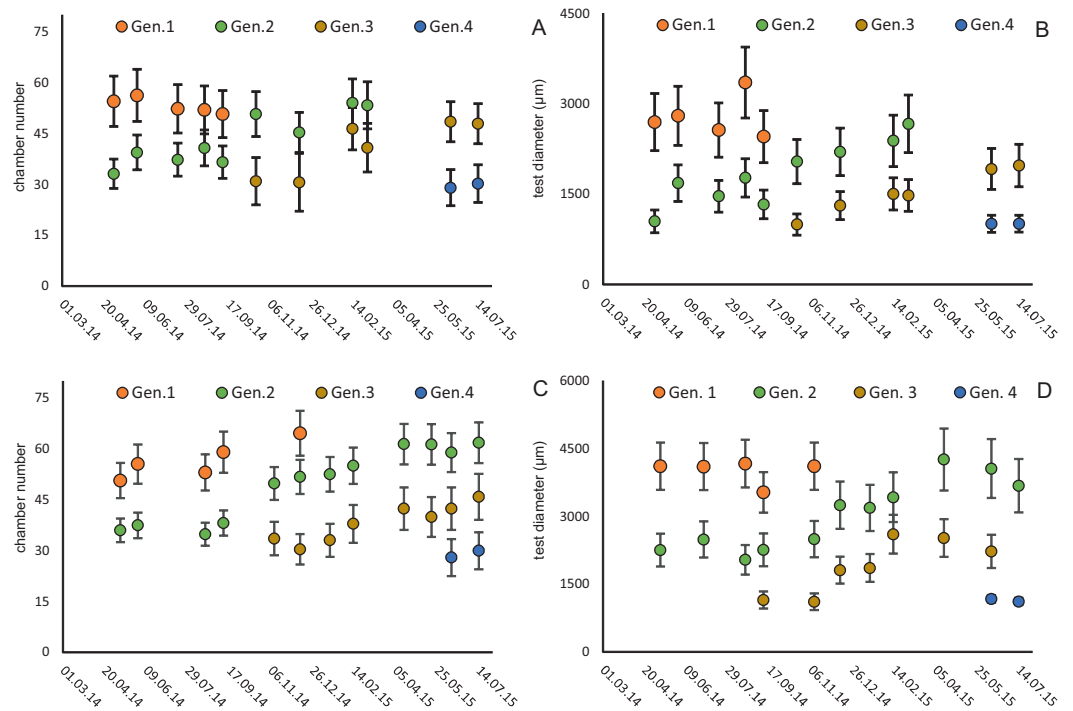 Gen.1 Gen.2 Gen.3 Gen.4 A
75
60
45
30
15
0
chamber number
01.03.14 20.04.14 09.06.14 29.07.14 17.09.14 06.11.14 26.12.14 14.02.15 05.04.15 25.05.15 14.07.15
Gen.1 Gen.2 Gen.3 Gen.4 B
4500
3000
1500
0
test diameter (µm)
01.03.14 20.04.14 09.06.14 29.07.14 17.09.14 06.11.14 26.12.14 14.02.15 05.04.15 25.05.15 14.07.15
Gen.1 Gen.2 Gen.3 Gen.4 C
75
60
45
30
15
0
chamber number
01.03.14 20.04.14 09.06.14 29.07.14 17.09.14 06.11.14 26.12.14 14.02.15 05.04.15 25.05.15 14.07.15
Gen. 1 Gen. 2 Gen. 3 Gen. 4 D
6000
4500
3000
1500
0
test diameter (µm)
01.03.14 20.04.14 09.06.14 29.07.14 17.09.14 06.11.14 26.12.14 14.02.15 05.04.15 25.05.15 14.07.15